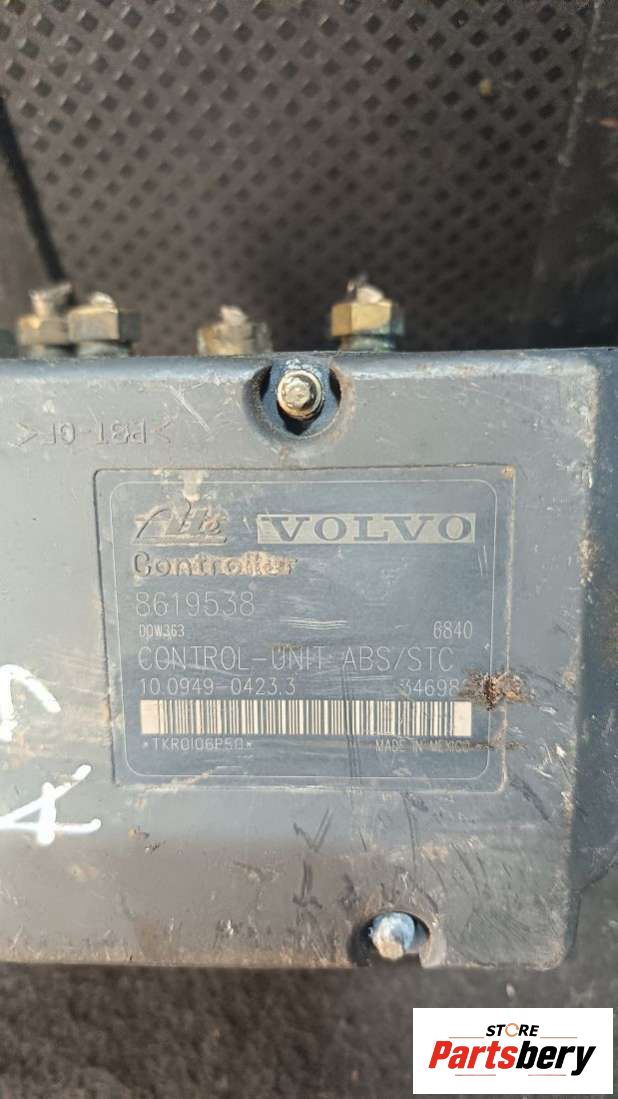 >PBT-GF<
Ate VOLVO
Controller
8619538
DOW363 6840
CONTROL-UNIT ABS/STC
10.0949-0423.3 34698
*TKR0106P50*
MADE IN MEXICO
STORE
Partsbery